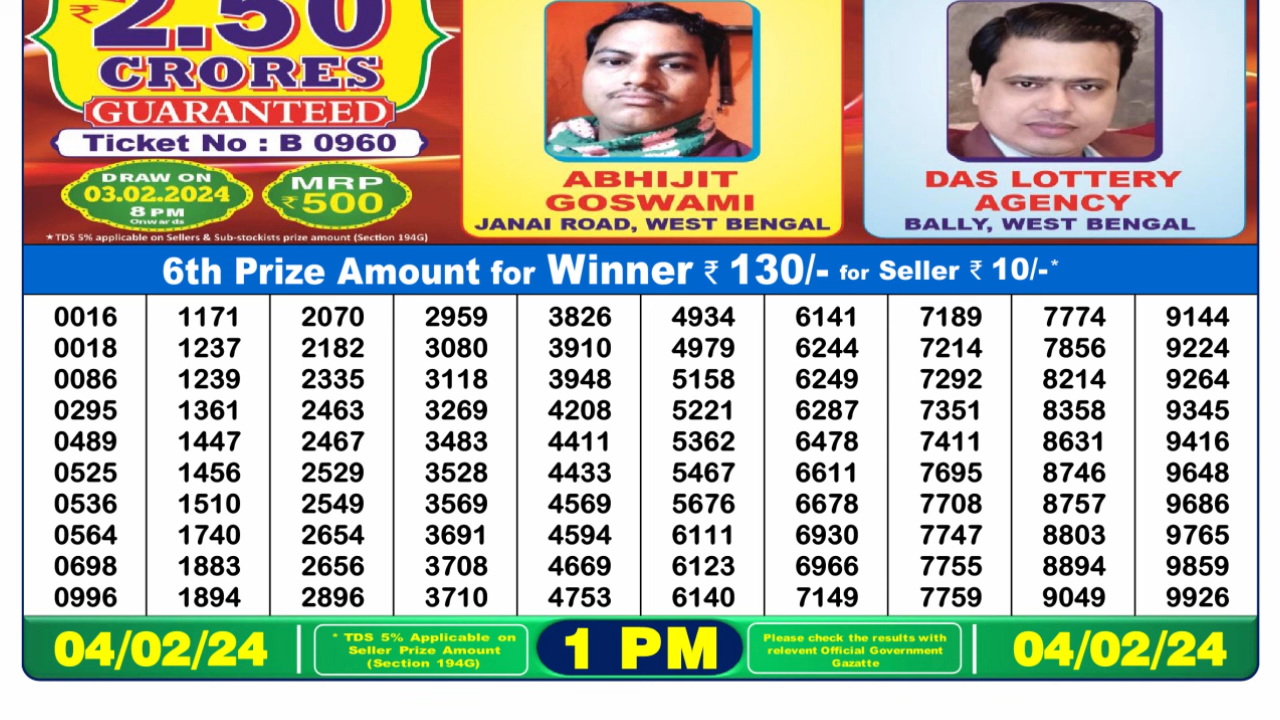 ₹ 2.50
CRORES
GUARANTEED
Ticket No : B 0960
DRAW ON
03.02.2024
8 PM
Onwards
MRP
₹500
★TDS 5% applicable on Sellers & Sub-stockists prize amount (Section 194G)
ABHIJIT
GOSWAMI
JANAI ROAD, WEST BENGAL
DAS LOTTERY
AGENCY
BALLY, WEST BENGAL
6th Prize Amount for Winner ₹ 130/- for Seller ₹ 10/-*
0016 1171 2070 2959 3826 4934 6141 7189 7774 9144
0018 1237 2182 3080 3910 4979 6244 7214 7856 9224
0086 1239 2335 3118 3948 5158 6249 7292 8214 9264
0295 1361 2463 3269 4208 5221 6287 7351 8358 9345
0489 1447 2467 3483 4411 5362 6478 7411 8631 9416
0525 1456 2529 3528 4433 5467 6611 7695 8746 9648
0536 1510 2549 3569 4569 5676 6678 7708 8757 9686
0564 1740 2654 3691 4594 6111 6930 7747 8803 9765
0698 1883 2656 3708 4669 6123 6966 7755 8894 9859
0996 1894 2896 3710 4753 6140 7149 7759 9049 9926
04/02/24
* TDS 5% Applicable on
Seller Prize Amount
(Section 194G)
1 PM
Please check the results with
relevent Official Government
Gazatte
04/02/24